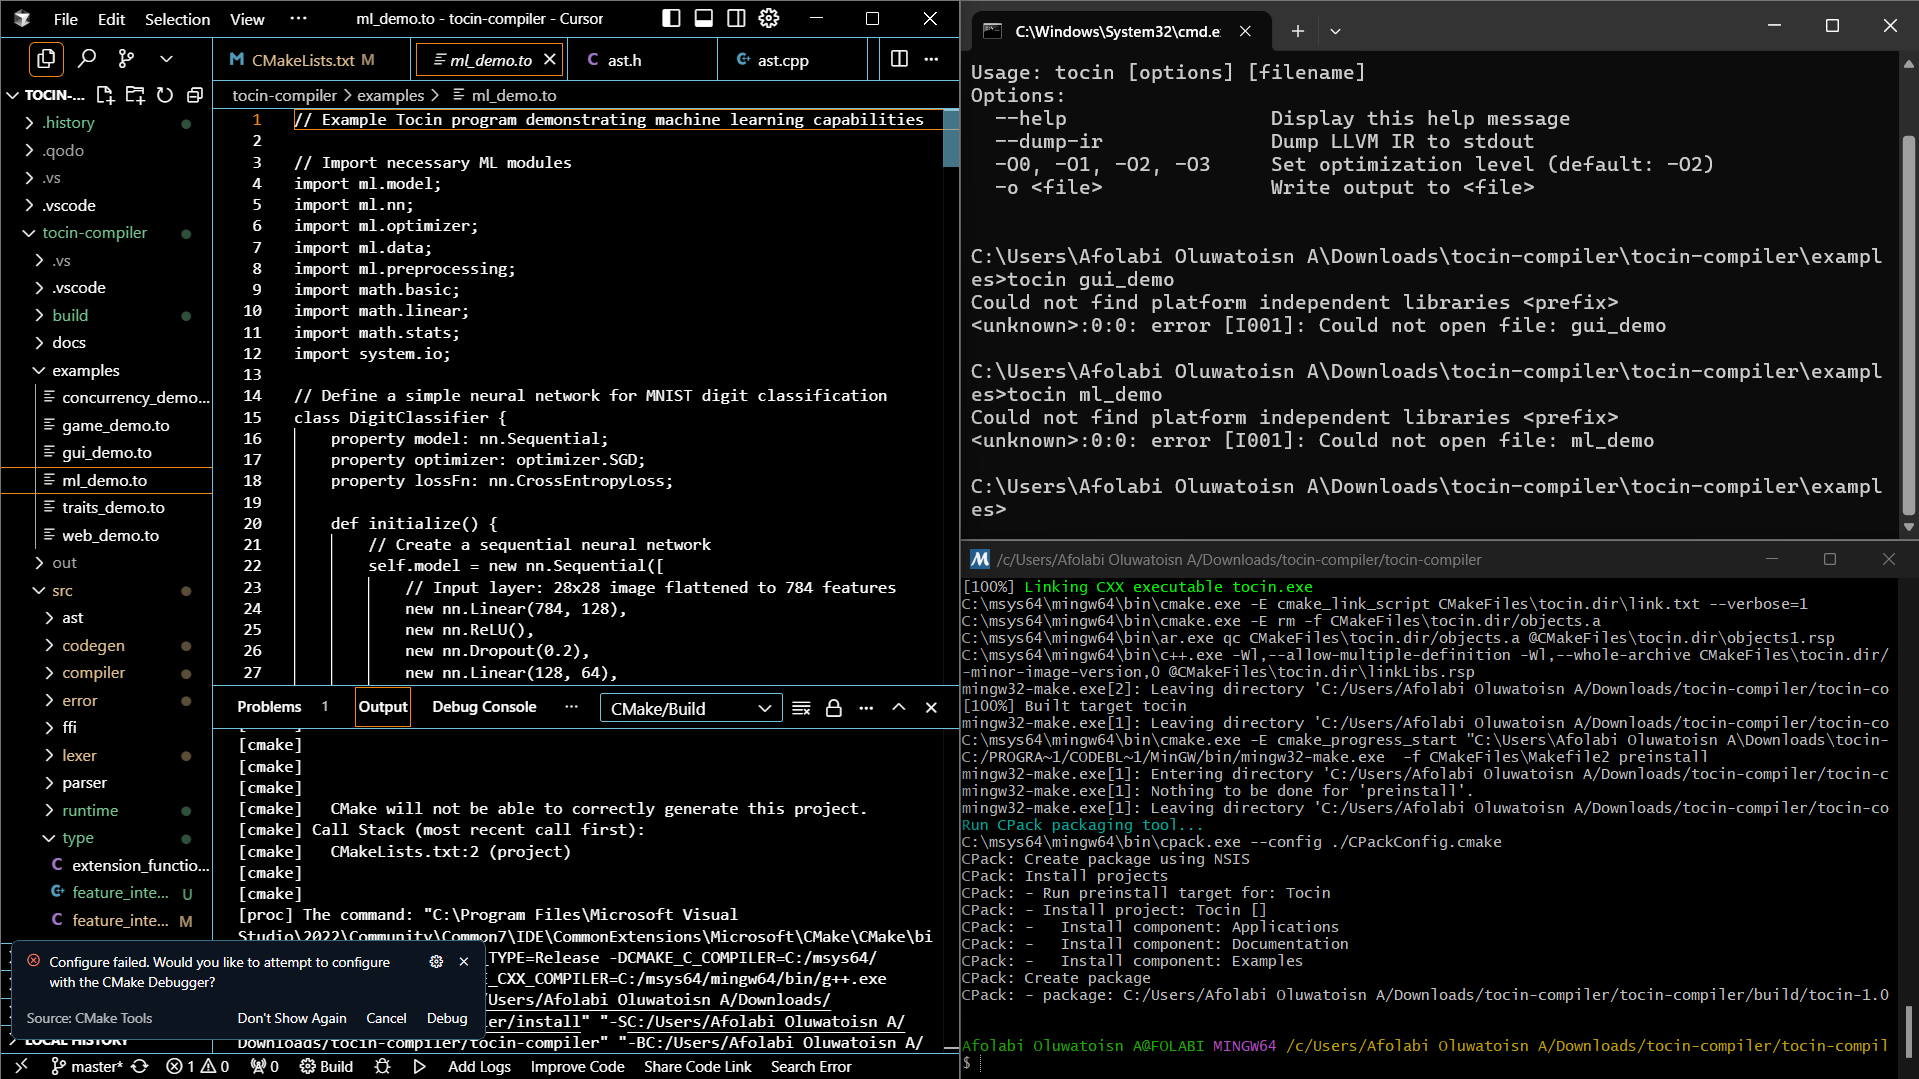 File Edit Selection View ··· ml_demo.to - tocin-compiler - Cursor
TOCIN-...
.history
.qodo
.vs
.vscode
tocin-compiler
.vs
.vscode
build
docs
examples
concurrency_demo...
game_demo.to
gui_demo.to
ml_demo.to
traits_demo.to
web_demo.to
out
src
ast
codegen
compiler
error
ffi
lexer
parser
runtime
type
extension_functio...
feature_inte... U
feature_inte... M
LOCAL HISTORY
CMakeLists.txt M
ml_demo.to
ast.h
ast.cpp
tocin-compiler > examples > ml_demo.to
1 // Example Tocin program demonstrating machine learning capabilities
2
3 // Import necessary ML modules
4 import ml.model;
5 import ml.nn;
6 import ml.optimizer;
7 import ml.data;
8 import ml.preprocessing;
9 import math.basic;
10 import math.linear;
11 import math.stats;
12 import system.io;
13
14 // Define a simple neural network for MNIST digit classification
15 class DigitClassifier {
16 property model: nn.Sequential;
17 property optimizer: optimizer.SGD;
18 property lossFn: nn.CrossEntropyLoss;
19
20 def initialize() {
21 // Create a sequential neural network
22 self.model = new nn.Sequential([
23 // Input layer: 28x28 image flattened to 784 features
24 new nn.Linear(784, 128),
25 new nn.ReLU(),
26 new nn.Dropout(0.2),
27 new nn.Linear(128, 64),
Problems 1 Output Debug Console ··· CMake/Build
[cmake]
[cmake]
[cmake]
[cmake] CMake will not be able to correctly generate this project.
[cmake] Call Stack (most recent call first):
[cmake] CMakeLists.txt:2 (project)
[cmake]
[cmake]
[proc] The command: "C:\Program Files\Microsoft Visual
Studio\2022\Community\Common7\IDE\CommonExtensions\Microsoft\CMake\CMake\bi
TYPE=Release -DCMAKE_C_COMPILER=C:/msys64/
E_CXX_COMPILER=C:/msys64/mingw64/bin/g++.exe
Users/Afolabi Oluwatoisn A/Downloads/
er/install" "-SC:/Users/Afolabi Oluwatoisn A/
Downloads/tocin-compiler/tocin-compiler" "-BC:/Users/Afolabi Oluwatoisn A/
Configure failed. Would you like to attempt to configure
with the CMake Debugger?
Source: CMake Tools
Don't Show Again Cancel Debug
master* 1 0 0 Build Add Logs Improve Code Share Code Link Search Error
C:\Windows\System32\cmd.e
Usage: tocin [options] [filename]
Options:
--help Display this help message
--dump-ir Dump LLVM IR to stdout
-O0, -O1, -O2, -O3 Set optimization level (default: -O2)
-o <file> Write output to <file>
C:\Users\Afolabi Oluwatoisn A\Downloads\tocin-compiler\tocin-compiler\exampl
es>tocin gui_demo
Could not find platform independent libraries <prefix>
<unknown>:0:0: error [I001]: Could not open file: gui_demo
C:\Users\Afolabi Oluwatoisn A\Downloads\tocin-compiler\tocin-compiler\exampl
es>tocin ml_demo
Could not find platform independent libraries <prefix>
<unknown>:0:0: error [I001]: Could not open file: ml_demo
C:\Users\Afolabi Oluwatoisn A\Downloads\tocin-compiler\tocin-compiler\exampl
es>
M /c/Users/Afolabi Oluwatoisn A/Downloads/tocin-compiler/tocin-compiler
[100%] Linking CXX executable tocin.exe
C:\msys64\mingw64\bin\cmake.exe -E cmake_link_script CMakeFiles\tocin.dir\link.txt --verbose=1
C:\msys64\mingw64\bin\cmake.exe -E rm -f CMakeFiles\tocin.dir/objects.a
C:\msys64\mingw64\bin\ar.exe qc CMakeFiles\tocin.dir/objects.a @CMakeFiles\tocin.dir\objects1.rsp
C:\msys64\mingw64\bin\c++.exe -Wl,--allow-multiple-definition -Wl,--whole-archive CMakeFiles\tocin.dir/
-minor-image-version,0 @CMakeFiles\tocin.dir\linkLibs.rsp
mingw32-make.exe[2]: Leaving directory 'C:/Users/Afolabi Oluwatoisn A/Downloads/tocin-compiler/tocin-co
[100%] Built target tocin
mingw32-make.exe[1]: Leaving directory 'C:/Users/Afolabi Oluwatoisn A/Downloads/tocin-compiler/tocin-co
C:\msys64\mingw64\bin\cmake.exe -E cmake_progress_start "C:\Users\Afolabi Oluwatoisn A\Downloads\tocin-
C:/PROGRA~1/CODEBL~1/MinGW/bin/mingw32-make.exe -f CMakeFiles\Makefile2 preinstall
mingw32-make.exe[1]: Entering directory 'C:/Users/Afolabi Oluwatoisn A/Downloads/tocin-compiler/tocin-c
mingw32-make.exe[1]: Nothing to be done for 'preinstall'.
mingw32-make.exe[1]: Leaving directory 'C:/Users/Afolabi Oluwatoisn A/Downloads/tocin-compiler/tocin-co
Run CPack packaging tool...
C:\msys64\mingw64\bin\cpack.exe --config ./CPackConfig.cmake
CPack: Create package using NSIS
CPack: Install projects
CPack: - Run preinstall target for: Tocin
CPack: - Install project: Tocin []
CPack: - Install component: Applications
CPack: - Install component: Documentation
CPack: - Install component: Examples
CPack: Create package
CPack: - package: C:/Users/Afolabi Oluwatoisn A/Downloads/tocin-compiler/tocin-compiler/build/tocin-1.0
Afolabi Oluwatoisn A@FOLABI MINGW64 /c/Users/Afolabi Oluwatoisn A/Downloads/tocin-compiler/tocin-compil
$